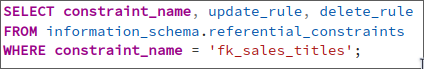 SELECT constraint_name, update_rule, delete_rule
FROM information_schema.referential_constraints
WHERE constraint_name = 'fk_sales_titles';